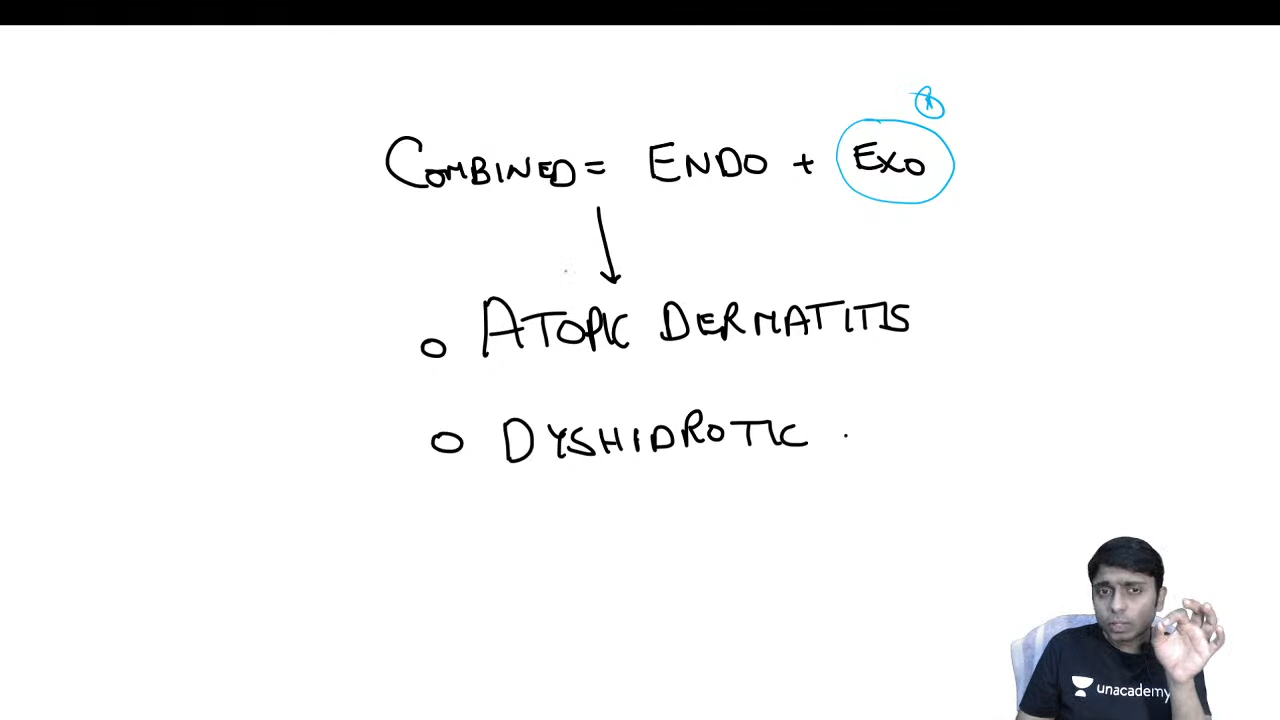 COMBINED = ENDO + EXO
ATOPIC DERMATITIS
DYSHIDROTIC
unacademy